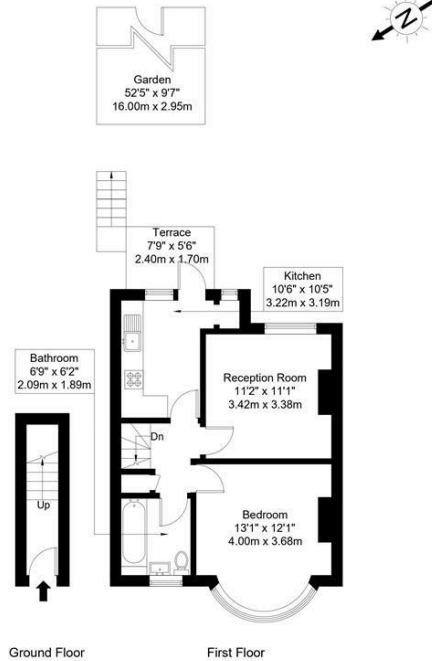 N
Garden
52'5" x 9'7"
16.00m x 2.95m
Terrace
7'9" x 5'6"
2.40m x 1.70m
Kitchen
10'6" x 10'5"
3.22m x 3.19m
Bathroom
6'9" x 6'2"
2.09m x 1.89m
Reception Room
11'2" x 11'1"
3.42m x 3.38m
Dn
Up
Bedroom
13'1" x 12'1"
4.00m x 3.68m
Ground Floor
First Floor